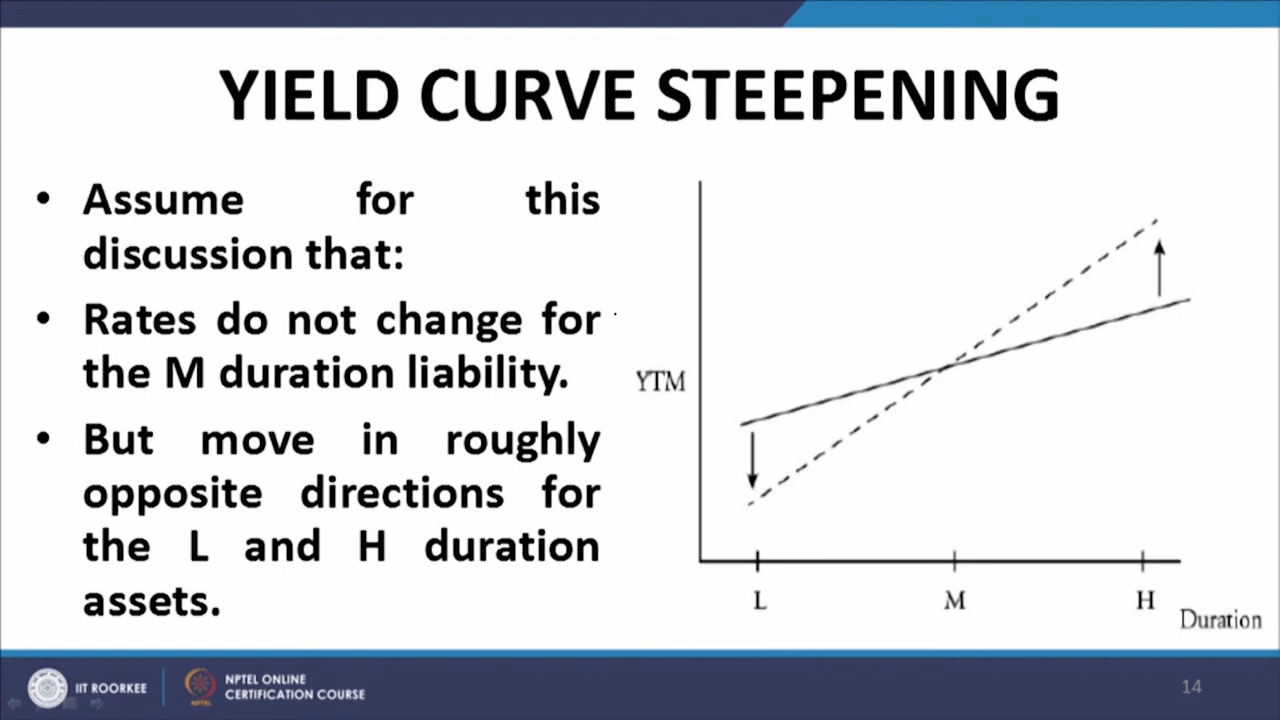 YIELD CURVE STEEPENING
• Assume for this
discussion that:
• Rates do not change for
the M duration liability.
• But move in roughly
opposite directions for
the L and H duration
assets.
YTM
L M H
Duration
IIT ROORKEE
NPTEL
NPTEL ONLINE
CERTIFICATION COURSE
14